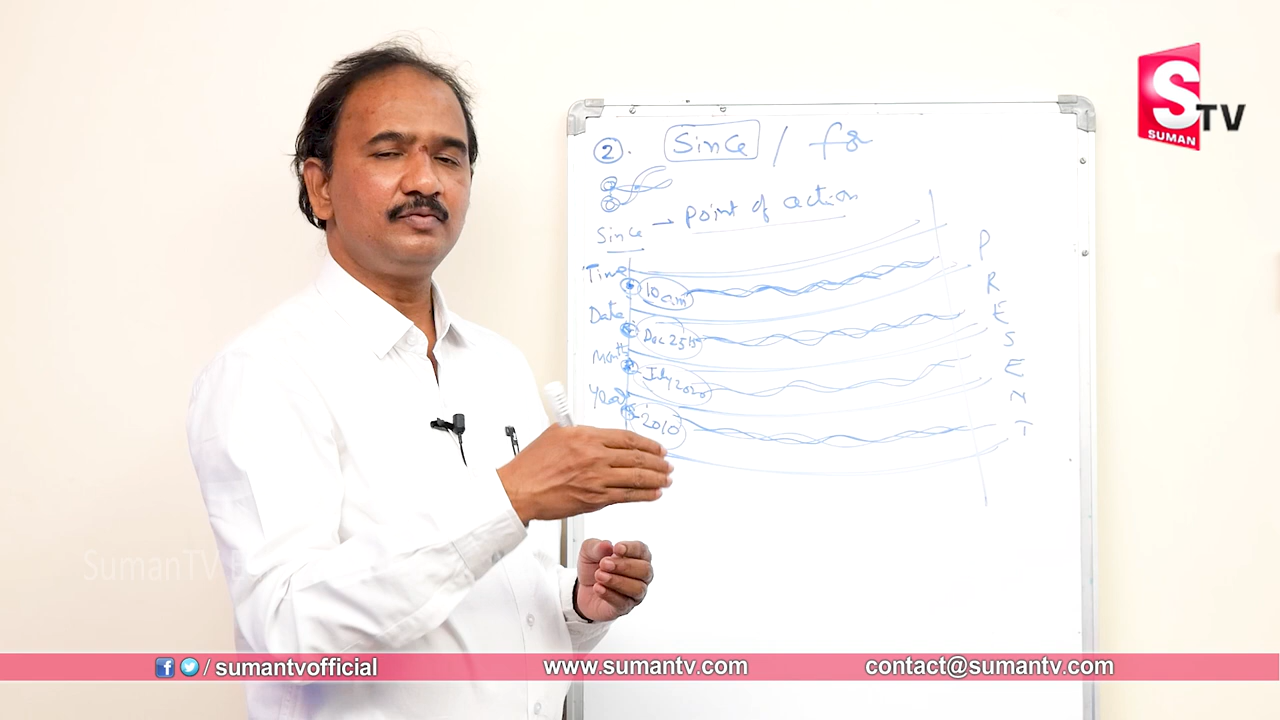 S TV
SUMAN
② . Since / for
Since → Point of action
Time
10am
Date
Dec 25th
Month
July 2020
Year
2010
P
R
E
S
E
N
T
SumanTV
/ sumantvofficial
www.sumantv.com
contact@sumantv.com